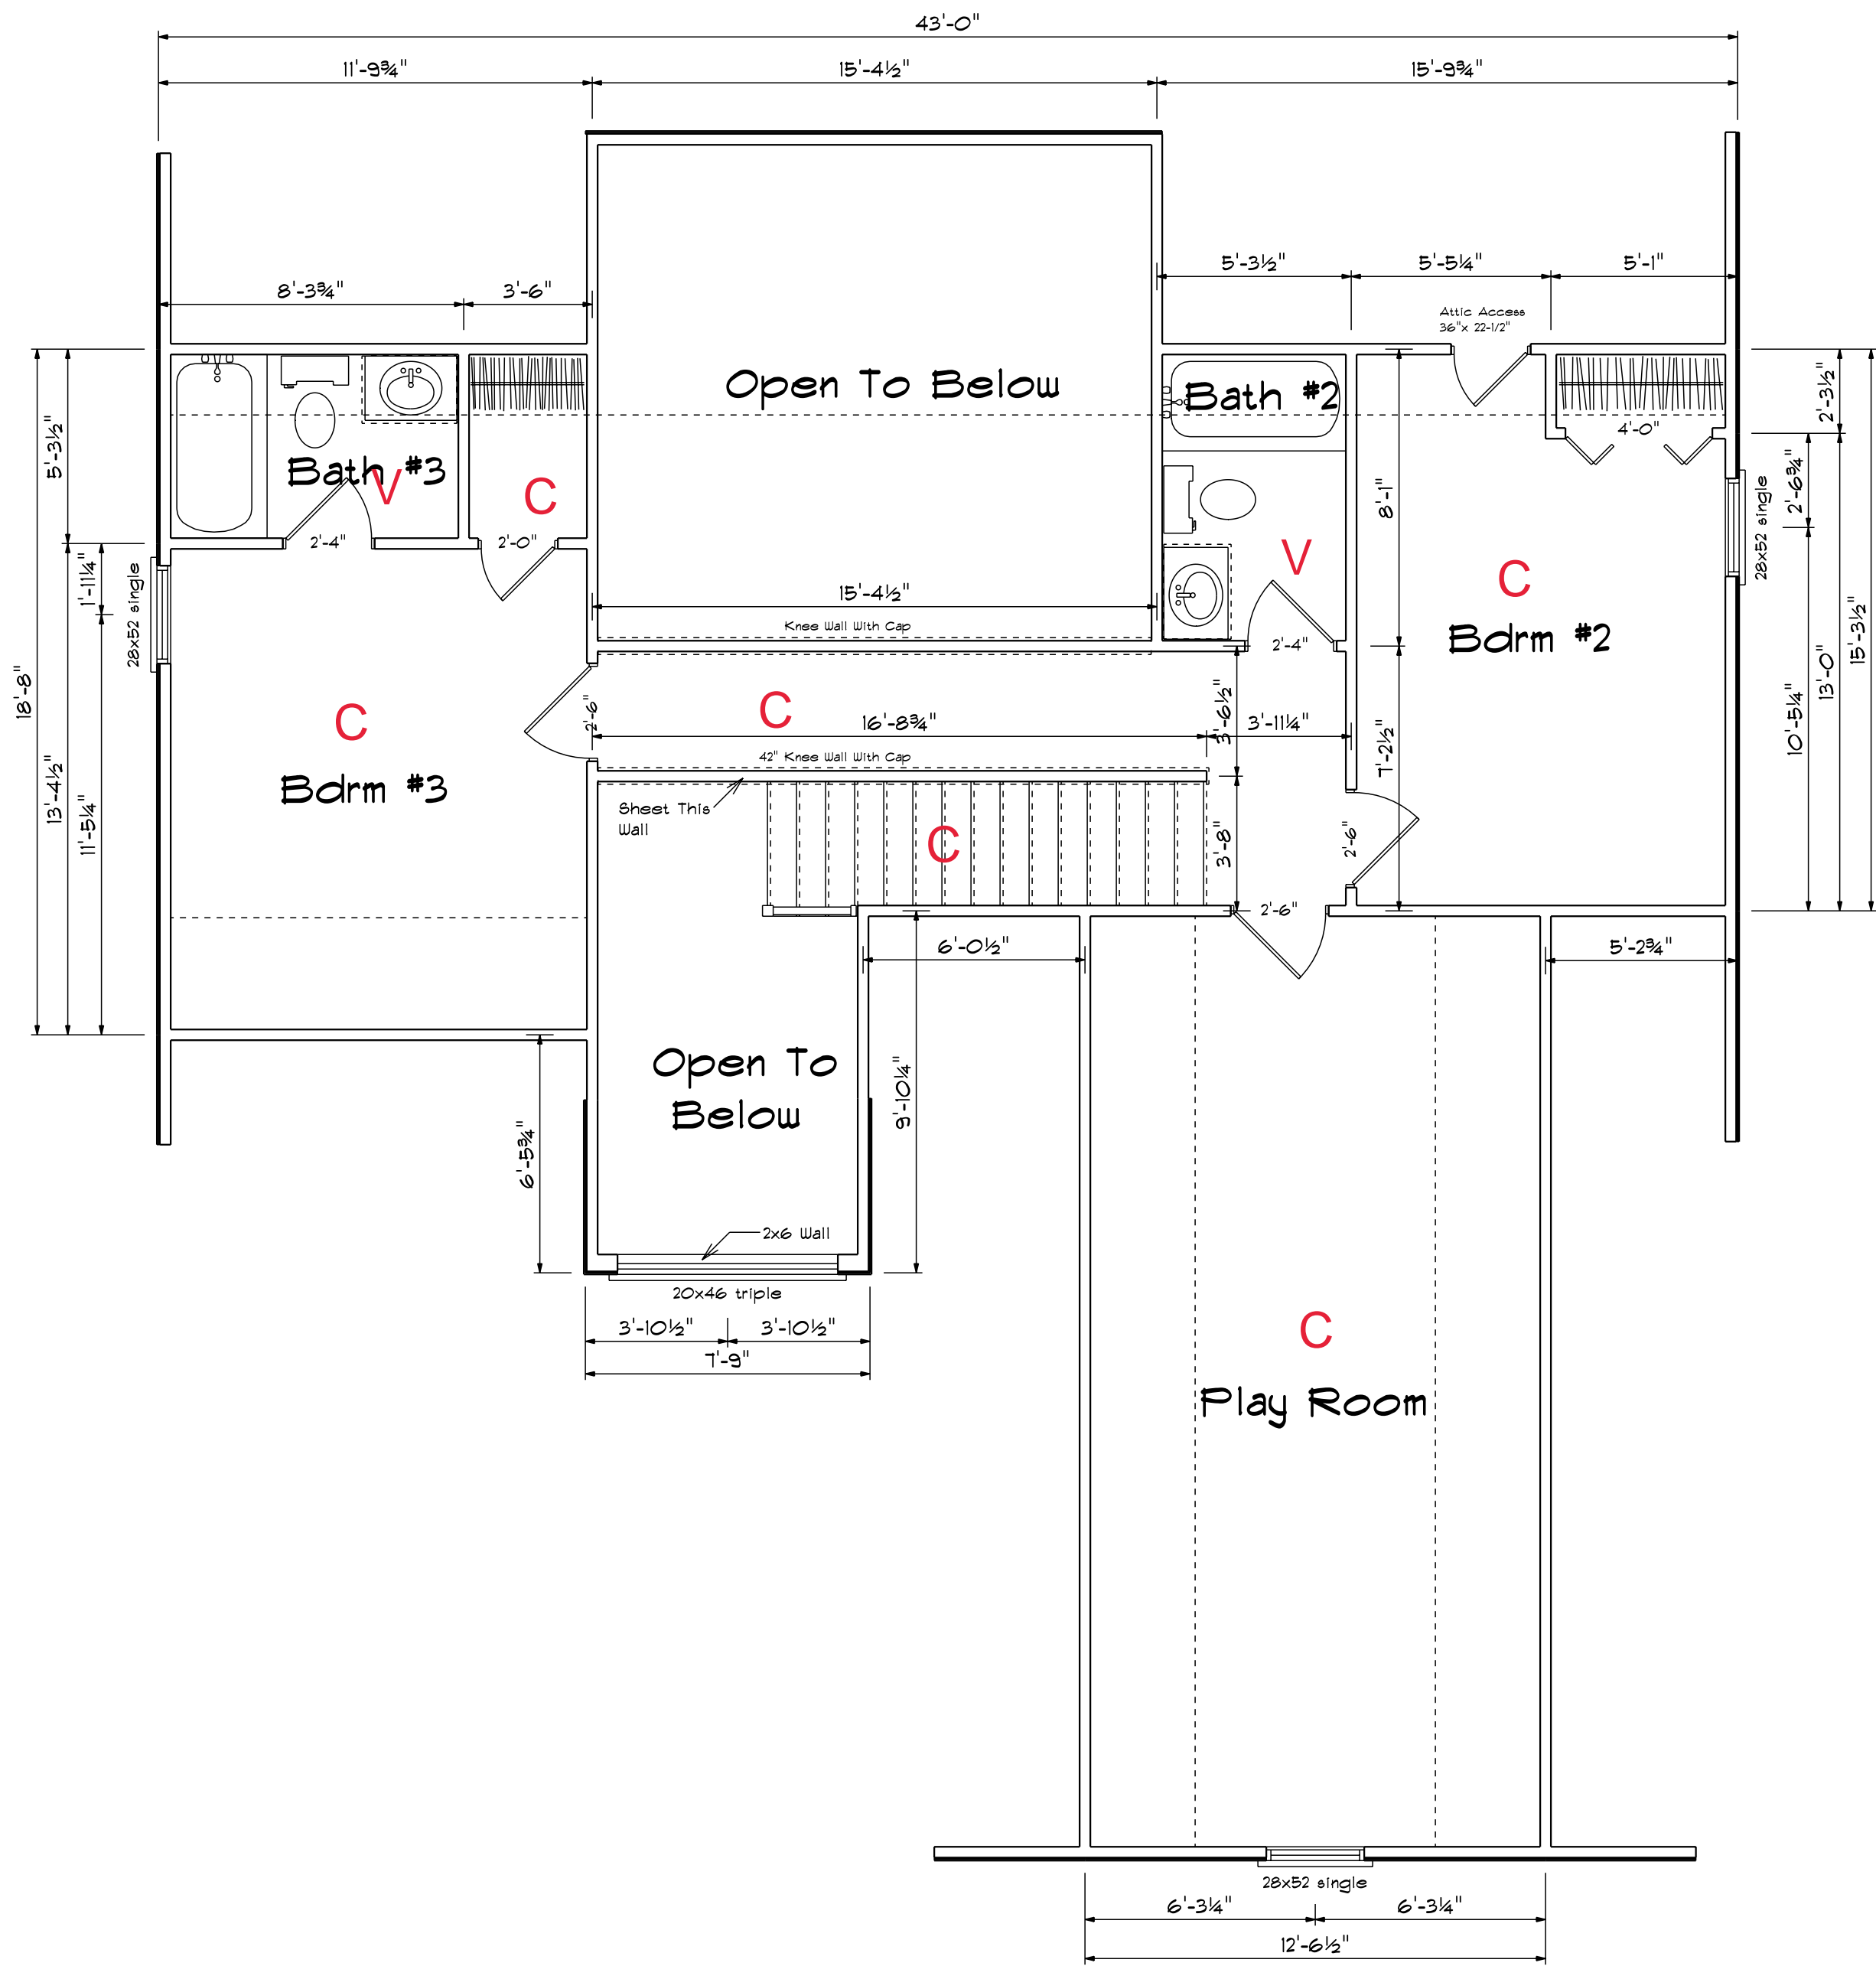 43'-0"
11'-9¾"
15'-4½"
15'-9¾"
5'-3½"
5'-5¼"
5'-1"
8'-3¾"
3'-6"
Attic Access
36"x 22-1/2"
Open To Below
Bath #2
2'-3½"
4'-0"
5'-3½"
Bath #3
V
C
8'-1"
2'-6¾"
28x52 single
2'-4"
2'-0"
V
C
1'-11¼"
28x52 single
15'-4½"
Knee Wall With Cap
2'-4"
Bdrm #2
15'-3½"
13'-0"
18'-8"
C
2'-6"
C
16'-8¾"
3'-6½"
3'-11¼"
7'-2½"
10'-5¼"
42" Knee Wall With Cap
Bdrm #3
13'-4½"
11'-5¼"
Sheet This
Wall
C
3'-8"
2'-6"
2'-6"
6'-0½"
5'-2¾"
Open To
Below
9'-10¼"
6'-5¾"
2x6 Wall
20x46 triple
3'-10½"
3'-10½"
7'-9"
C
Play Room
28x52 single
6'-3¼"
6'-3¼"
12'-6½"